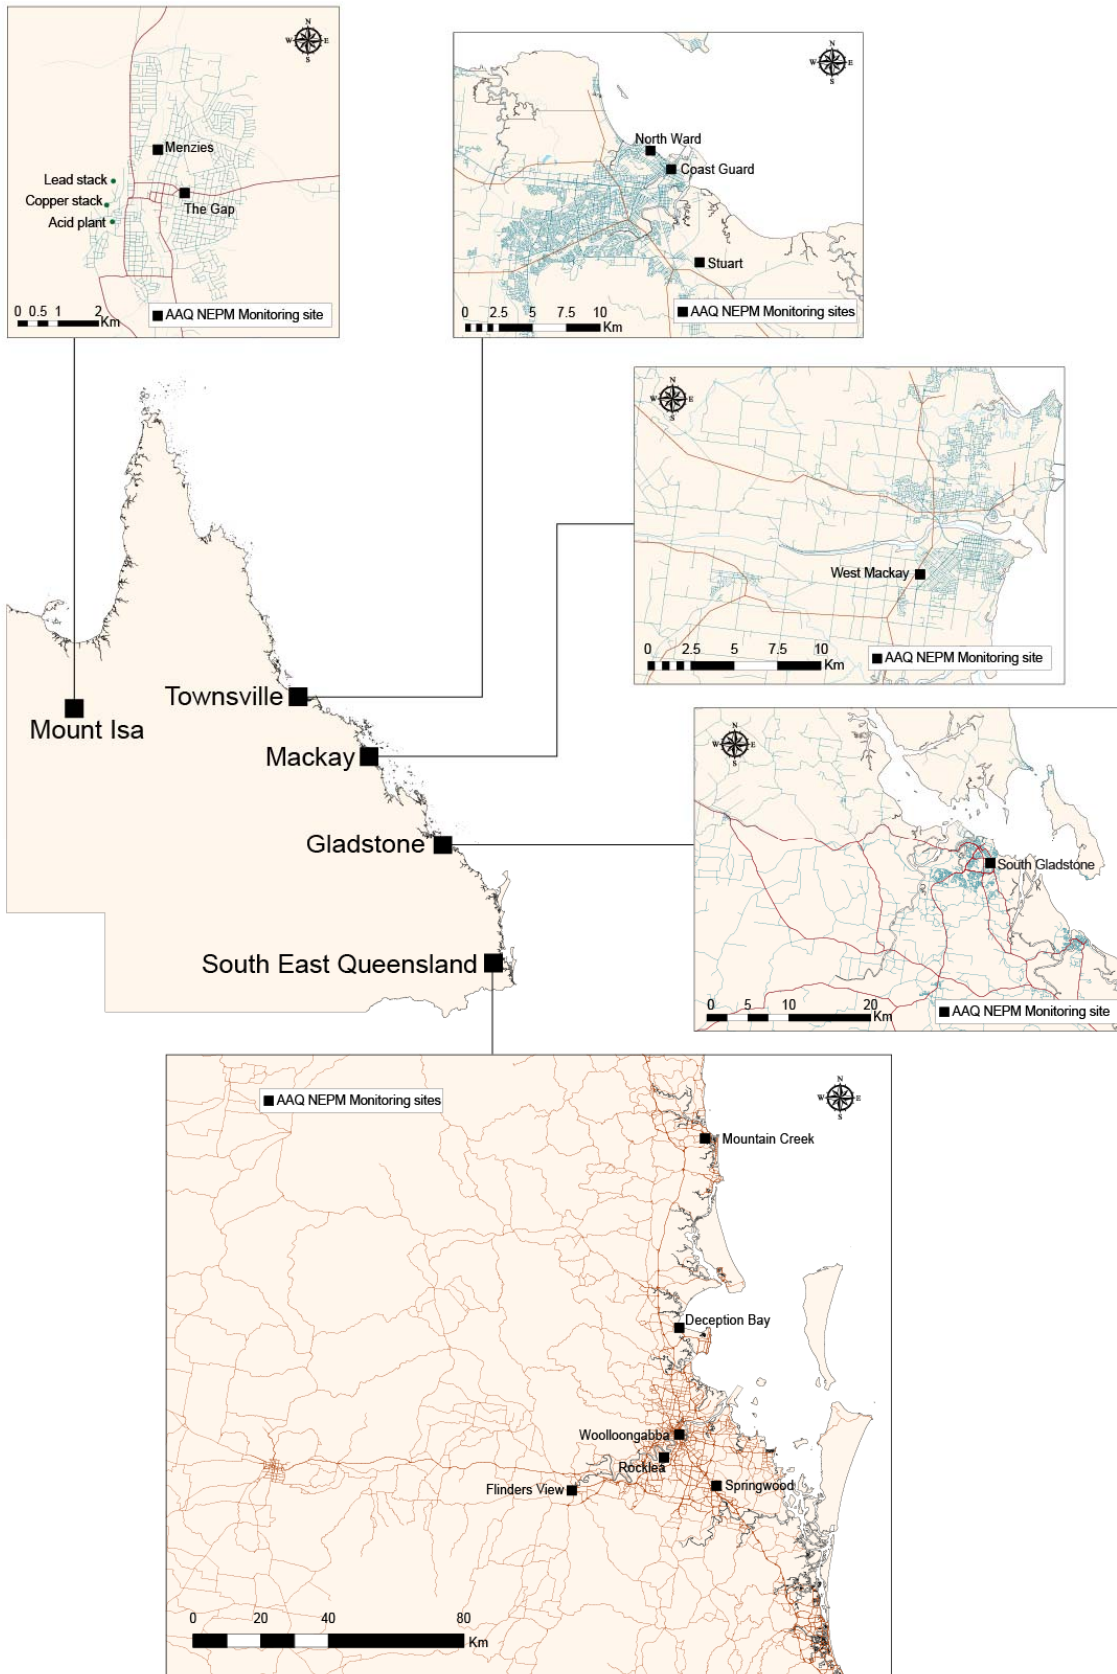 N
W E
S
Menzies
Lead stack
Copper stack
The Gap
Acid plant
0 0.5 1 2
Km
AAQ NEPM Monitoring site
N
W E
S
North Ward
Coast Guard
Stuart
0 2.5 5 7.5 10
Km
AAQ NEPM Monitoring sites
N
W E
S
West Mackay
0 2.5 5 7.5 10
Km
AAQ NEPM Monitoring site
Townsville
Mount Isa
Mackay
Gladstone
South East Queensland
N
W E
S
South Gladstone
0 5 10 20
Km
AAQ NEPM Monitoring site
AAQ NEPM Monitoring sites
N
W E
S
Mountain Creek
Deception Bay
Woolloongabba
Rocklea
Flinders View
Springwood
0 20 40 80
Km